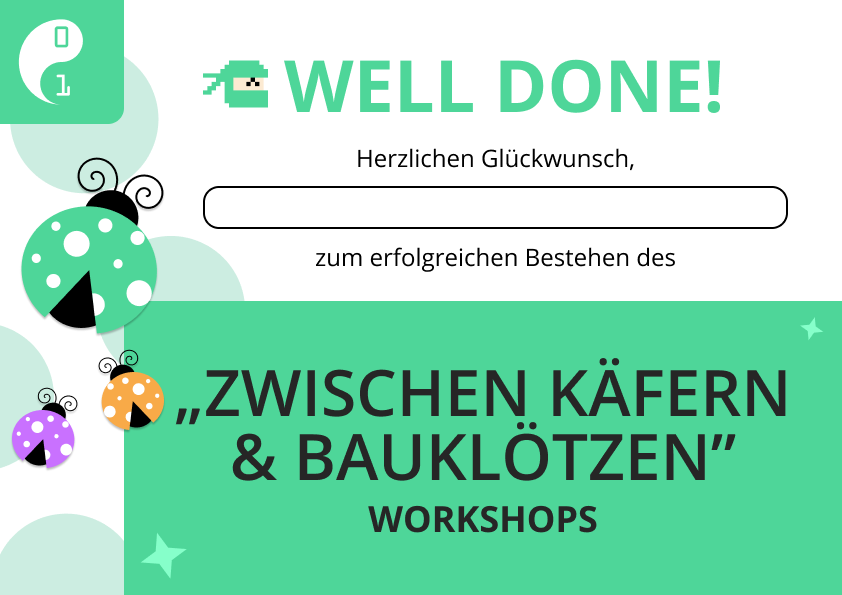 0
1
WELL DONE!
Herzlichen Glückwunsch,
zum erfolgreichen Bestehen des
„ZWISCHEN KÄFERN
& BAUKLÖTZEN”
WORKSHOPS